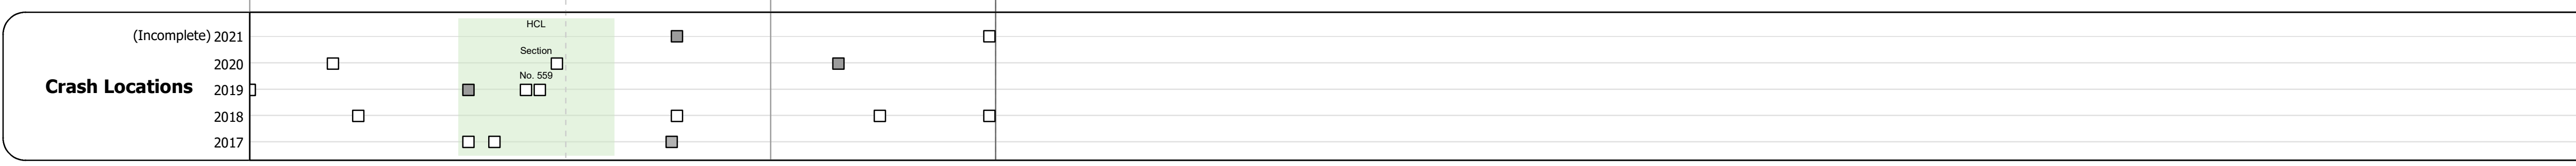 HCL
(Incomplete) 2021
Section
2020
No. 559
Crash Locations
2019
2018
2017